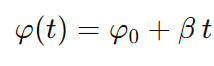 φ(t) = φ₀ + β t